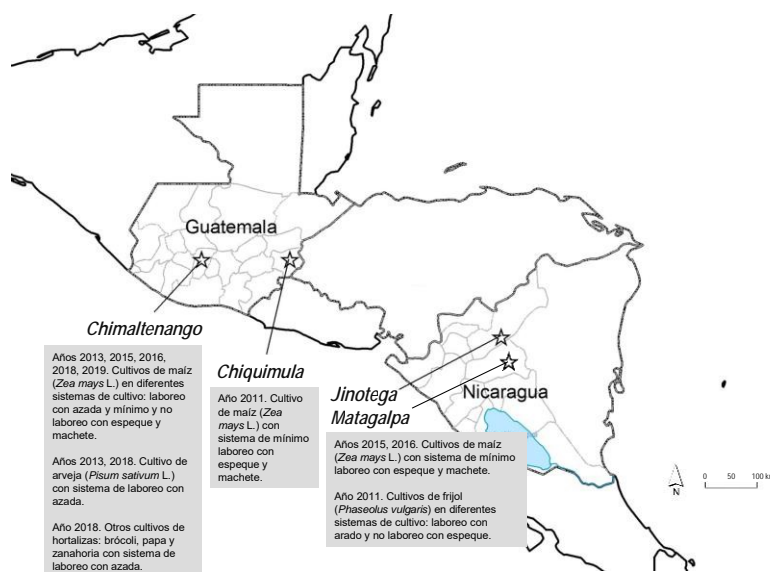 Guatemala
Chimaltenango
Años 2013, 2015, 2016,
2018, 2019. Cultivos de maíz
(Zea mays L.) en diferentes
sistemas de cultivo: laboreo
con azada y mínimo y no
laboreo con espeque y
machete.
Años 2013, 2018. Cultivo de
arveja (Pisum sativum L.)
con sistema de laboreo con
azada.
Año 2018. Otros cultivos de
hortalizas: brócoli, papa y
zanahoria con sistema de
laboreo con azada.
Chiquimula
Año 2011. Cultivo
de maíz (Zea
mays L.) con
sistema de mínimo
laboreo con
espeque y
machete.
Jinotega
Matagalpa
Nicaragua
Años 2015, 2016. Cultivos de maíz
(Zea mays L.) con sistema de mínimo
laboreo con espeque y machete.
Año 2011. Cultivos de frijol
(Phaseolus vulgaris) en diferentes
sistemas de cultivo: laboreo con
arado y no laboreo con espeque.
N
0 50 100 km